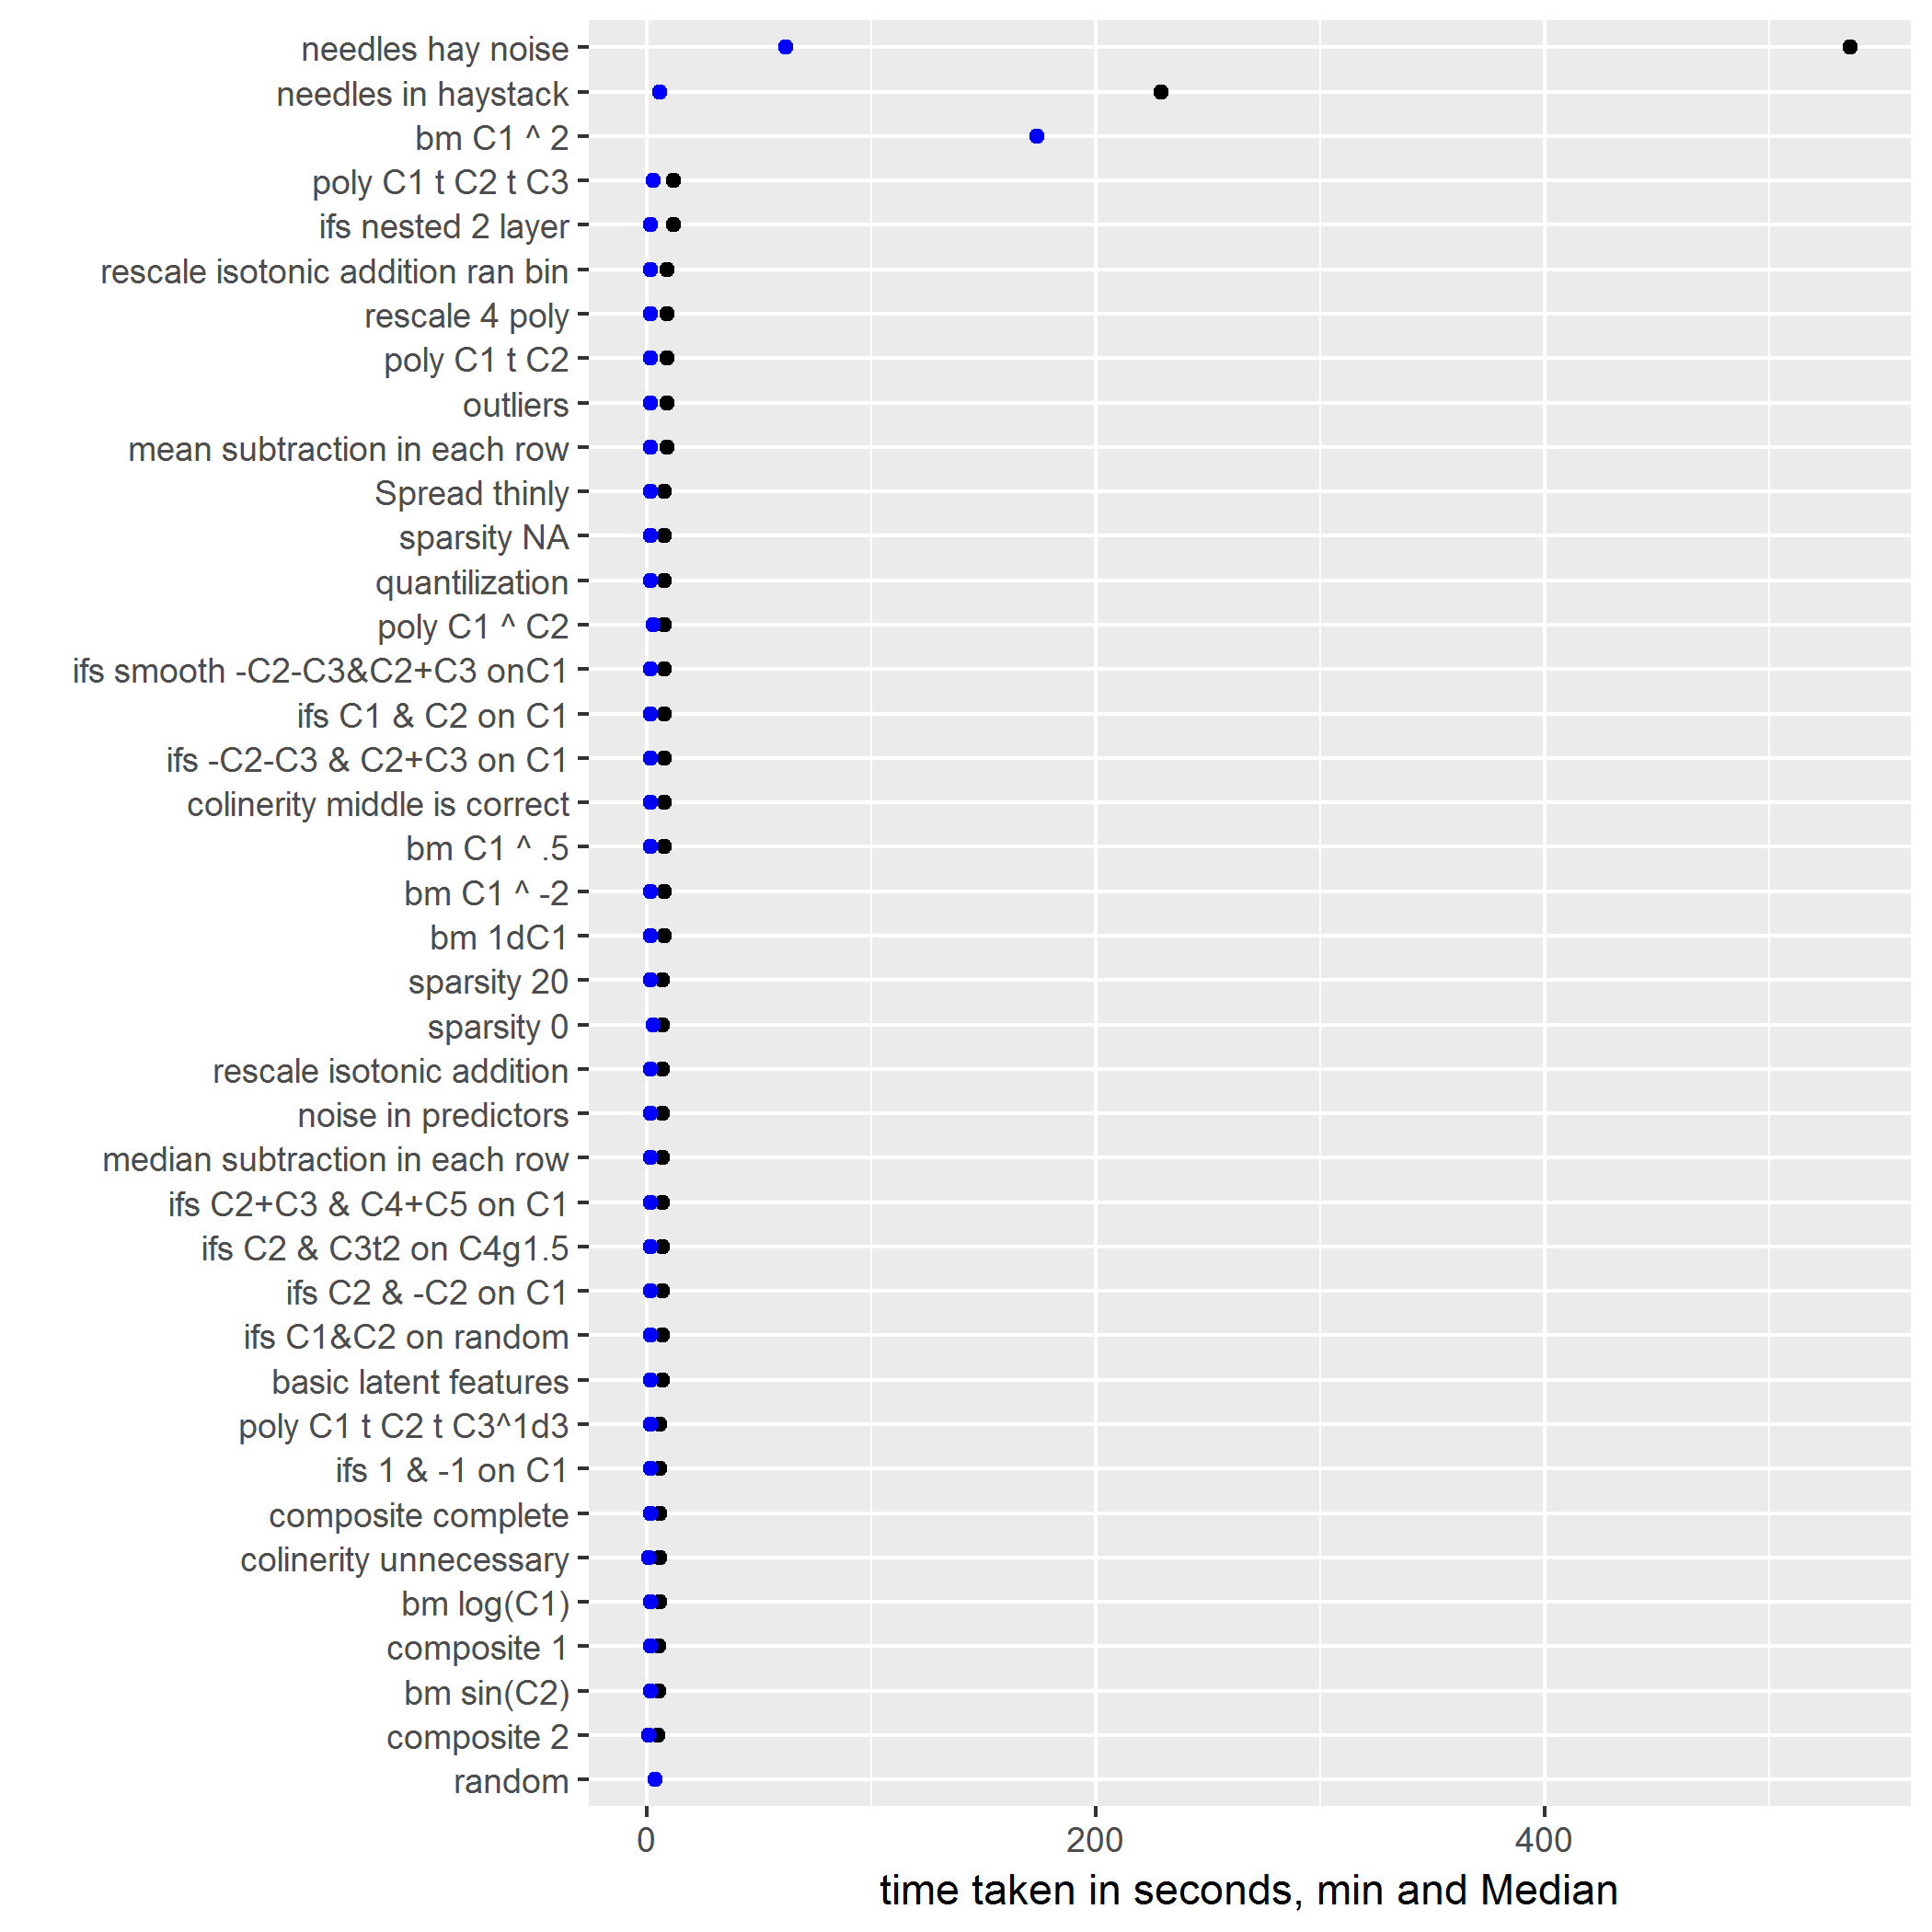 needles hay noise
needles in haystack
bm C1 ^ 2
poly C1 t C2 t C3
ifs nested 2 layer
rescale isotonic addition ran bin
rescale 4 poly
poly C1 t C2
outliers
mean subtraction in each row
Spread thinly
sparsity NA
quantilization
poly C1 ^ C2
ifs smooth -C2-C3&C2+C3 onC1
ifs C1 & C2 on C1
ifs -C2-C3 & C2+C3 on C1
colinerity middle is correct
bm C1 ^ .5
bm C1 ^ -2
bm 1dC1
sparsity 20
sparsity 0
rescale isotonic addition
noise in predictors
median subtraction in each row
ifs C2+C3 & C4+C5 on C1
ifs C2 & C3t2 on C4g1.5
ifs C2 & -C2 on C1
ifs C1&C2 on random
basic latent features
poly C1 t C2 t C3^1d3
ifs 1 & -1 on C1
composite complete
colinerity unnecessary
bm log(C1)
composite 1
bm sin(C2)
composite 2
random
0 200 400
time taken in seconds, min and Median